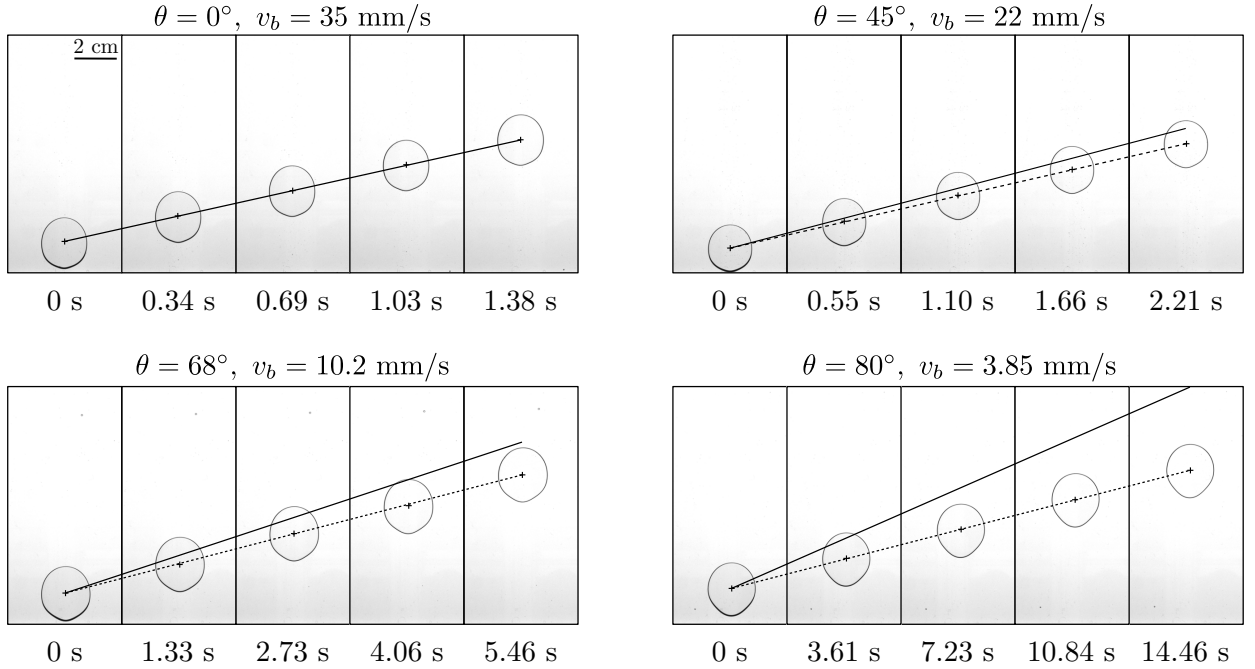 θ = 0°, v_b = 35 mm/s
2 cm
0 s 0.34 s 0.69 s 1.03 s 1.38 s
θ = 45°, v_b = 22 mm/s
0 s 0.55 s 1.10 s 1.66 s 2.21 s
θ = 68°, v_b = 10.2 mm/s
0 s 1.33 s 2.73 s 4.06 s 5.46 s
θ = 80°, v_b = 3.85 mm/s
0 s 3.61 s 7.23 s 10.84 s 14.46 s